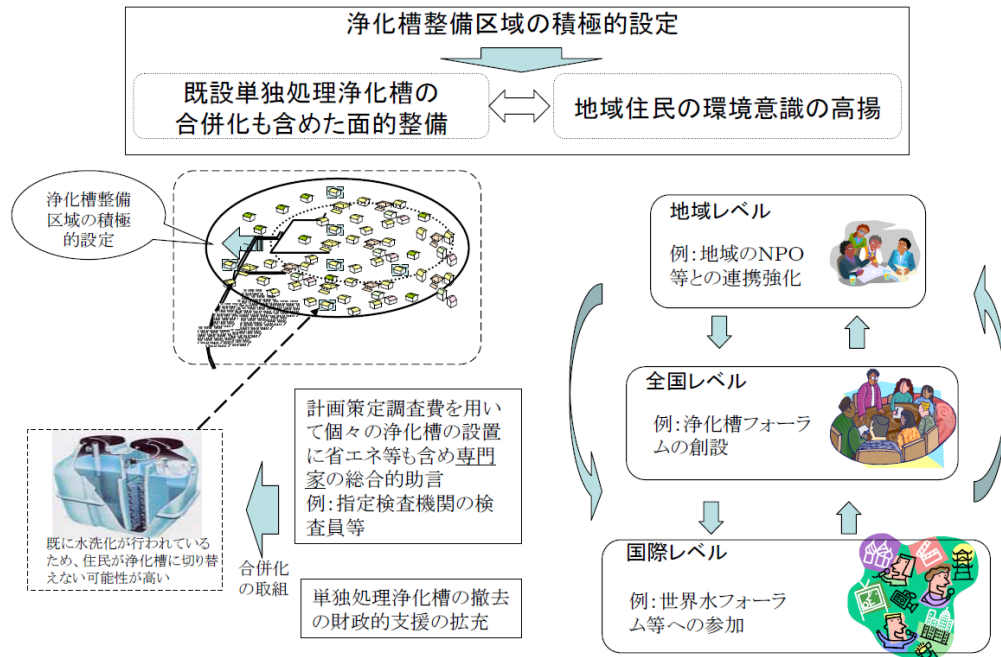 浄化槽整備区域の積極的設定
既設単独処理浄化槽の
合併化も含めた面的整備
地域住民の環境意識の高揚
浄化槽整備
区域の積極
的設定
既に水洗化が行われている
ため、住民が浄化槽に切り替
えない可能性が高い
計画策定調査費を用い
て個々の浄化槽の設置
に省エネ等も含め専門
家の総合的助言
例：指定検査機関の検
査員等
合併化
の取組
単独処理浄化槽の撤去
の財政的支援の拡充
地域レベル
例：地域のNPO
等との連携強化
全国レベル
例：浄化槽フォーラ
ムの創設
国際レベル
例：世界水フォーラ
ム等への参加